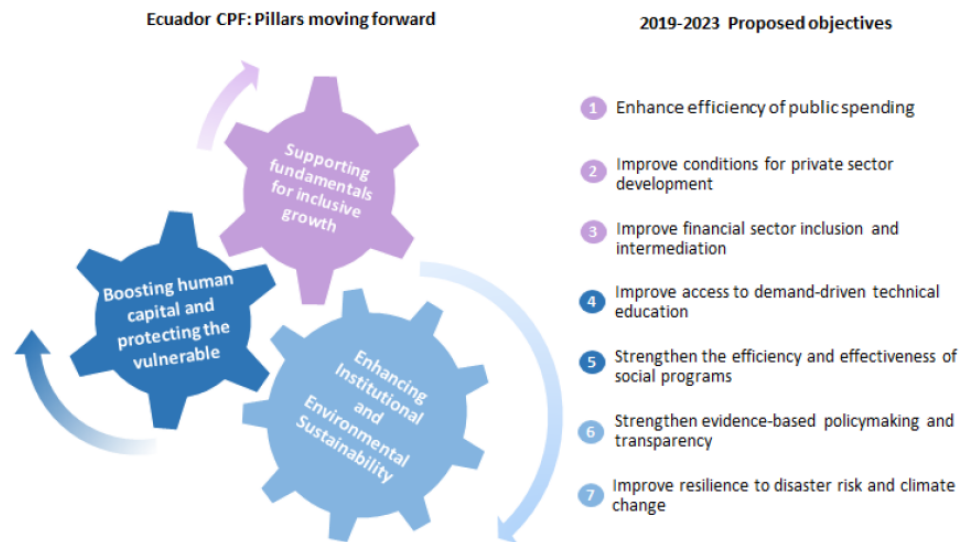 Ecuador CPF: Pillars moving forward
Supporting
fundamentals
for inclusive
growth
Boosting human
capital and
protecting the
vulnerable
Enhancing
Institutional
and
Environmental
Sustainability
2019-2023 Proposed objectives
1 Enhance efficiency of public spending
2 Improve conditions for private sector
development
3 Improve financial sector inclusion and
intermediation
4 Improve access to demand-driven technical
education
5 Strengthen the efficiency and effectiveness of
social programs
6 Strengthen evidence-based policymaking and
transparency
7 Improve resilience to disaster risk and climate
change